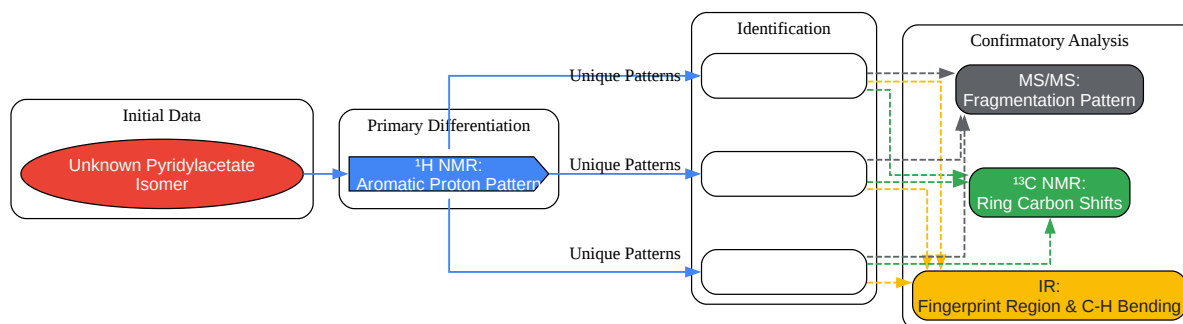 Initial Data
Unknown Pyridylacetate
Isomer
Primary Differentiation
¹H NMR:
Aromatic Proton Pattern
Unique Patterns
Unique Patterns
Unique Patterns
Identification
Confirmatory Analysis
MS/MS:
Fragmentation Pattern
¹³C NMR:
Ring Carbon Shifts
IR:
Fingerprint Region & C-H Bending